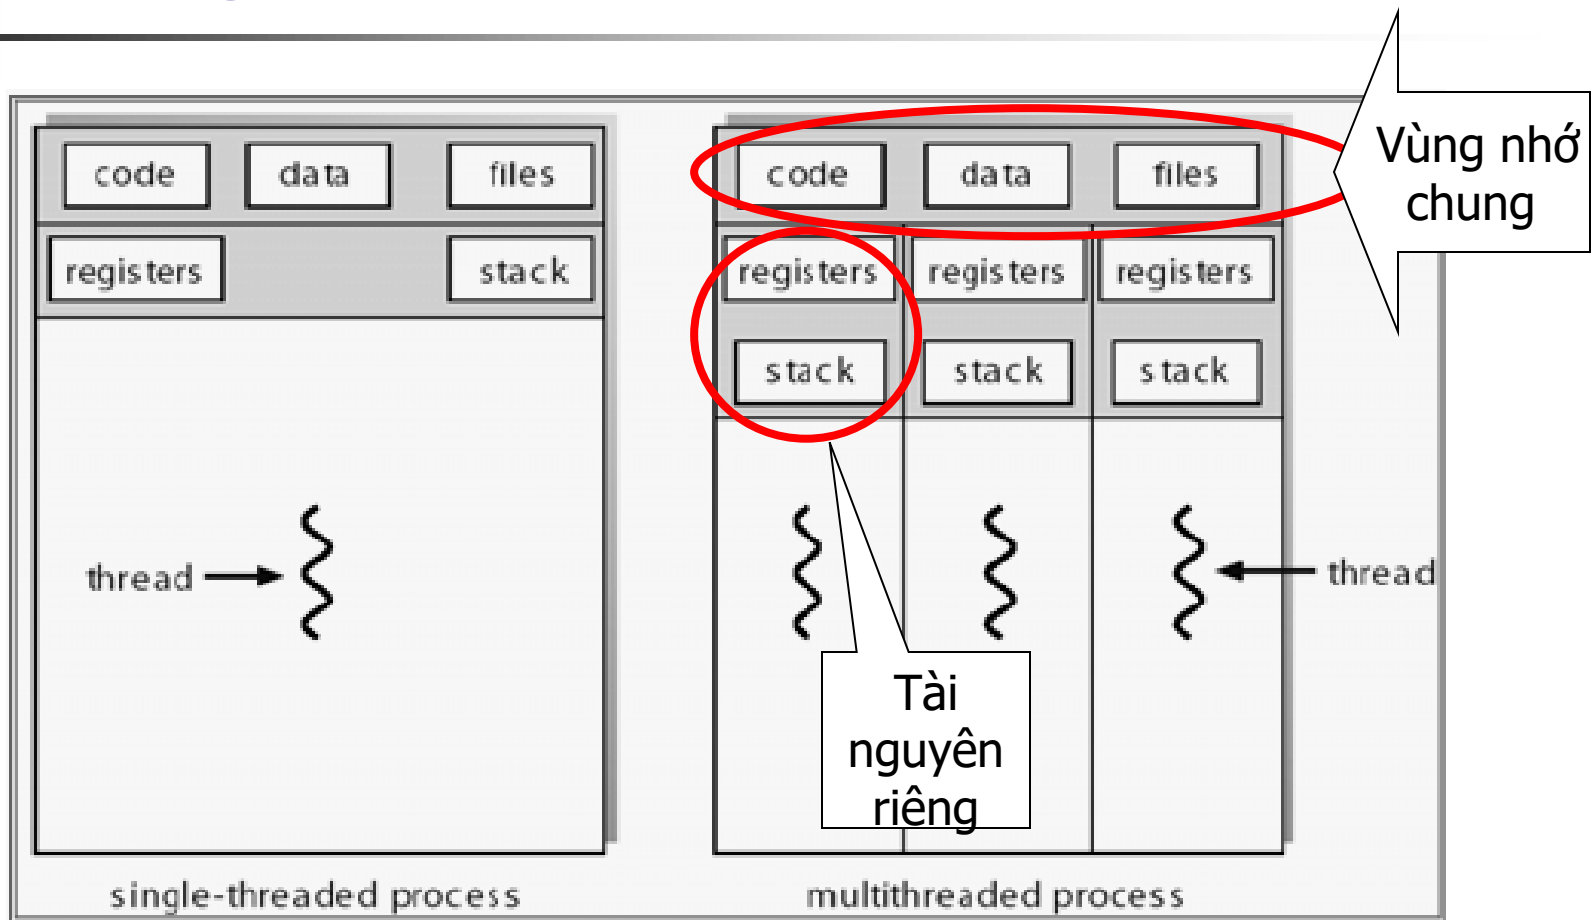 code data files
registers stack
thread
single-threaded process
code data files
registers registers registers
stack stack stack
thread
multithreaded process
Vùng nhớ
chung
Tài
nguyên
riêng